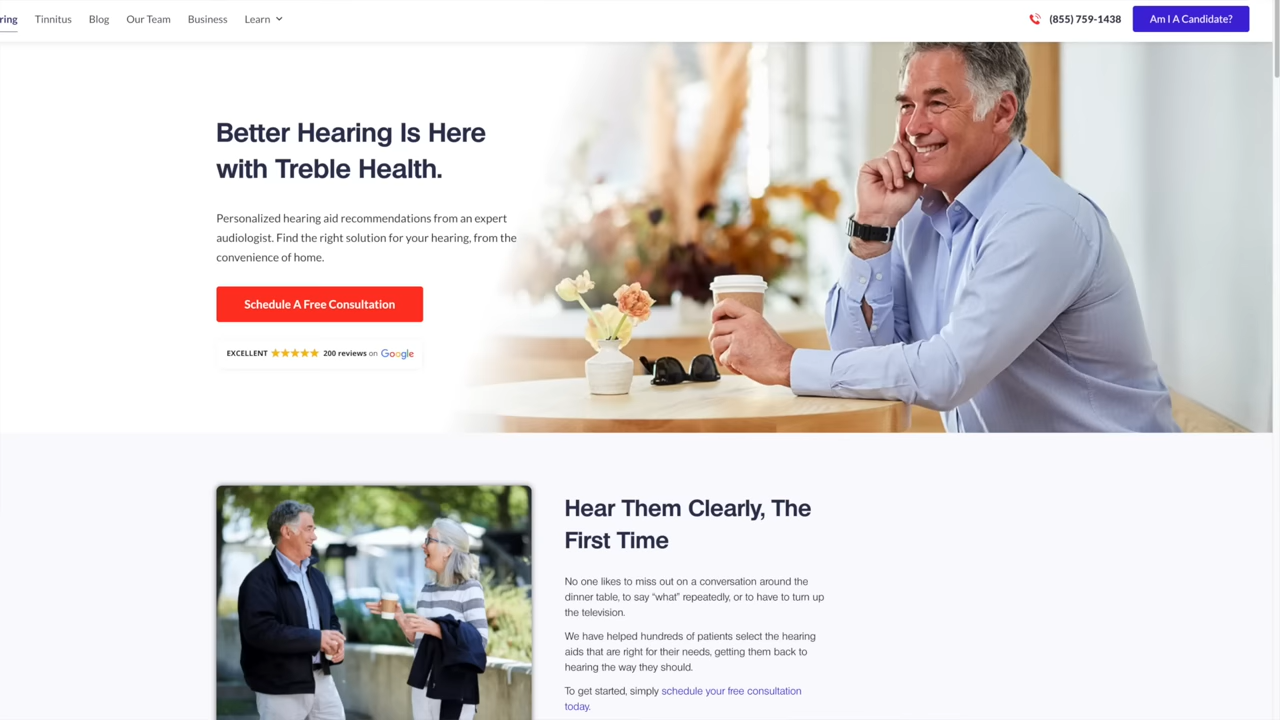 ring Tinnitus Blog Our Team Business Learn (855) 759-1438 Am I A Candidate?
Better Hearing Is Here
with Treble Health.
Personalized hearing aid recommendations from an expert
audiologist. Find the right solution for your hearing, from the
convenience of home.
Schedule A Free Consultation
EXCELLENT 200 reviews on Google
Hear Them Clearly, The
First Time
No one likes to miss out on a conversation around the
dinner table, to say “what” repeatedly, or to have to turn up
the television.
We have helped hundreds of patients select the hearing
aids that are right for their needs, getting them back to
hearing the way they should.
To get started, simply schedule your free consultation
today.